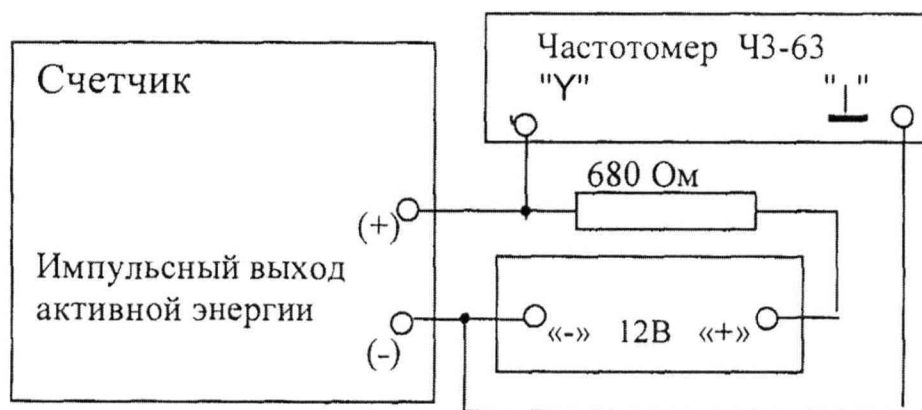 Счетчик
Частотомер Ч3-63
"Y" "⊥"
680 Ом
(+)
Импульсный выход
активной энергии
(-)
«-» 12В «+»